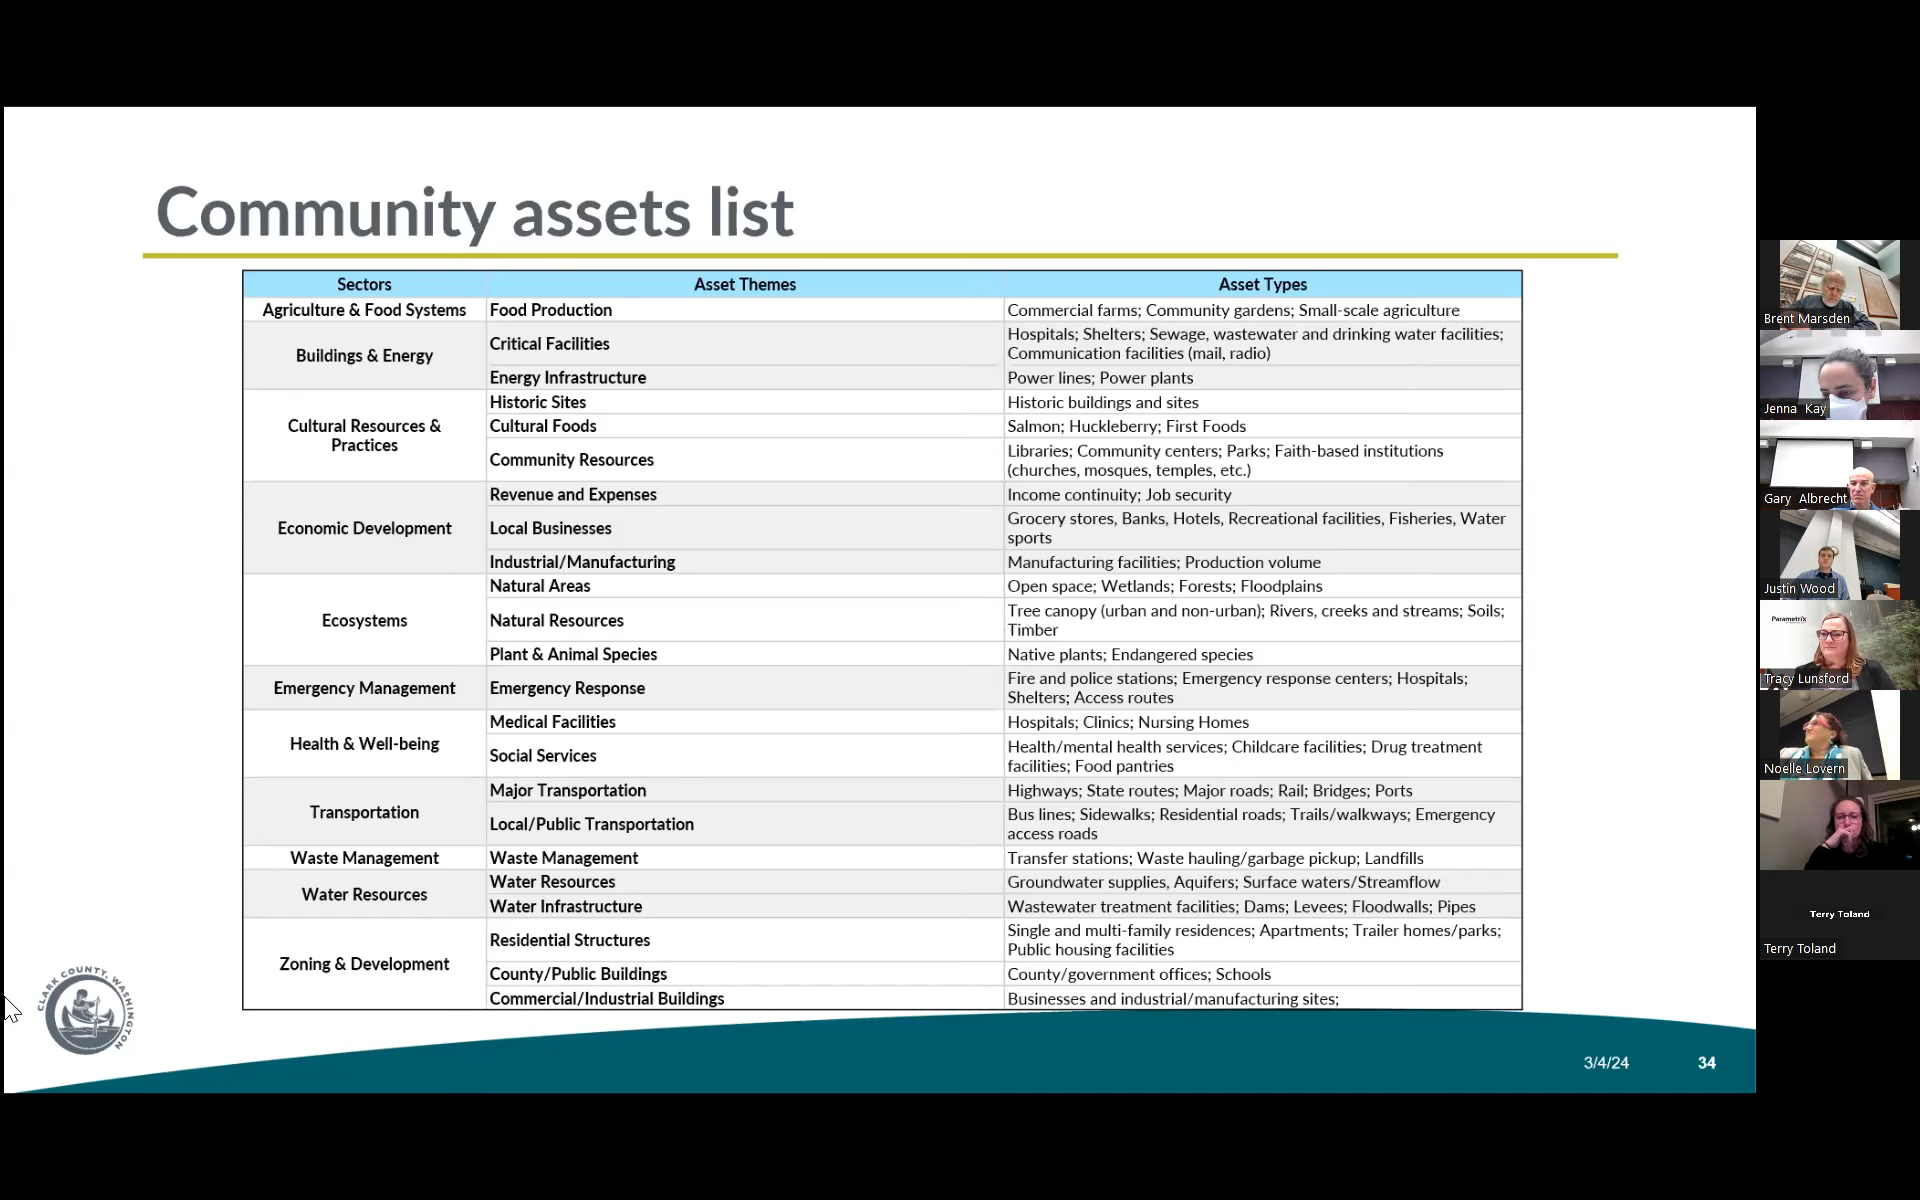 Community assets list
Sectors
Asset Themes
Asset Types
Agriculture & Food Systems
Food Production
Commercial farms; Community gardens; Small-scale agriculture
Buildings & Energy
Critical Facilities
Hospitals; Shelters; Sewage, wastewater and drinking water facilities;
Communication facilities (mail, radio)
Energy Infrastructure
Power lines; Power plants
Cultural Resources &
Practices
Historic Sites
Historic buildings and sites
Cultural Foods
Salmon; Huckleberry; First Foods
Community Resources
Libraries; Community centers; Parks; Faith-based institutions
(churches, mosques, temples, etc.)
Economic Development
Revenue and Expenses
Income continuity; Job security
Local Businesses
Grocery stores, Banks, Hotels, Recreational facilities, Fisheries, Water
sports
Industrial/Manufacturing
Manufacturing facilities; Production volume
Ecosystems
Natural Areas
Open space; Wetlands; Forests; Floodplains
Natural Resources
Tree canopy (urban and non-urban); Rivers, creeks and streams; Soils;
Timber
Plant & Animal Species
Native plants; Endangered species
Emergency Management
Emergency Response
Fire and police stations; Emergency response centers; Hospitals;
Shelters; Access routes
Health & Well-being
Medical Facilities
Hospitals; Clinics; Nursing Homes
Social Services
Health/mental health services; Childcare facilities; Drug treatment
facilities; Food pantries
Transportation
Major Transportation
Highways; State routes; Major roads; Rail; Bridges; Ports
Local/Public Transportation
Bus lines; Sidewalks; Residential roads; Trails/walkways; Emergency
access roads
Waste Management
Waste Management
Transfer stations; Waste hauling/garbage pickup; Landfills
Water Resources
Water Resources
Groundwater supplies, Aquifers; Surface waters/Streamflow
Water Infrastructure
Wastewater treatment facilities; Dams; Levees; Floodwalls; Pipes
Zoning & Development
Residential Structures
Single and multi-family residences; Apartments; Trailer homes/parks;
Public housing facilities
County/Public Buildings
County/government offices; Schools
Commercial/Industrial Buildings
Businesses and industrial/manufacturing sites;
CLARK COUNTY, WASHINGTON
3/4/24
34
Brent Marsden
Jenna Kay
Gary Albrecht
Justin Wood
Parametrix
Tracy Lunsford
Noelle Lovern
Terry Toland
Terry Toland